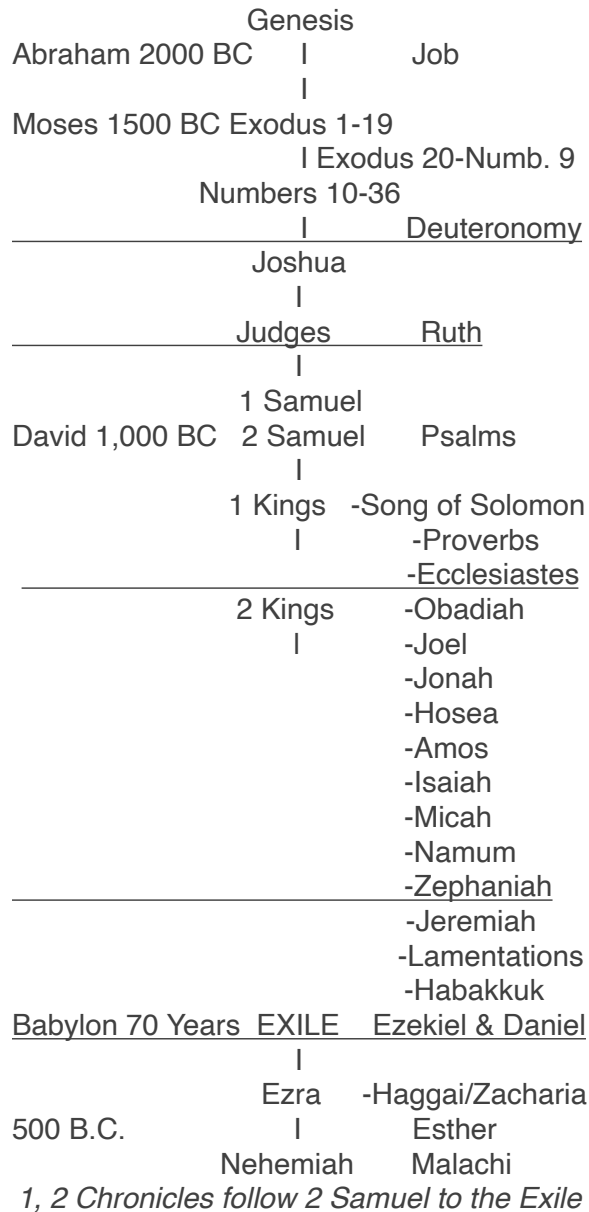 Genesis
Abraham 2000 BC I Job
I
Moses 1500 BC Exodus 1-19
I Exodus 20-Numb. 9
Numbers 10-36
I Deuteronomy
Joshua
I
Judges Ruth
I
1 Samuel
David 1,000 BC 2 Samuel Psalms
I
1 Kings -Song of Solomon
I -Proverbs
-Ecclesiastes
2 Kings -Obadiah
I -Joel
-Jonah
-Hosea
-Amos
-Isaiah
-Micah
-Namum
-Zephaniah
-Jeremiah
-Lamentations
-Habakkuk
Babylon 70 Years EXILE Ezekiel & Daniel
I
Ezra -Haggai/Zacharia
500 B.C. I Esther
Nehemiah Malachi
1, 2 Chronicles follow 2 Samuel to the Exile